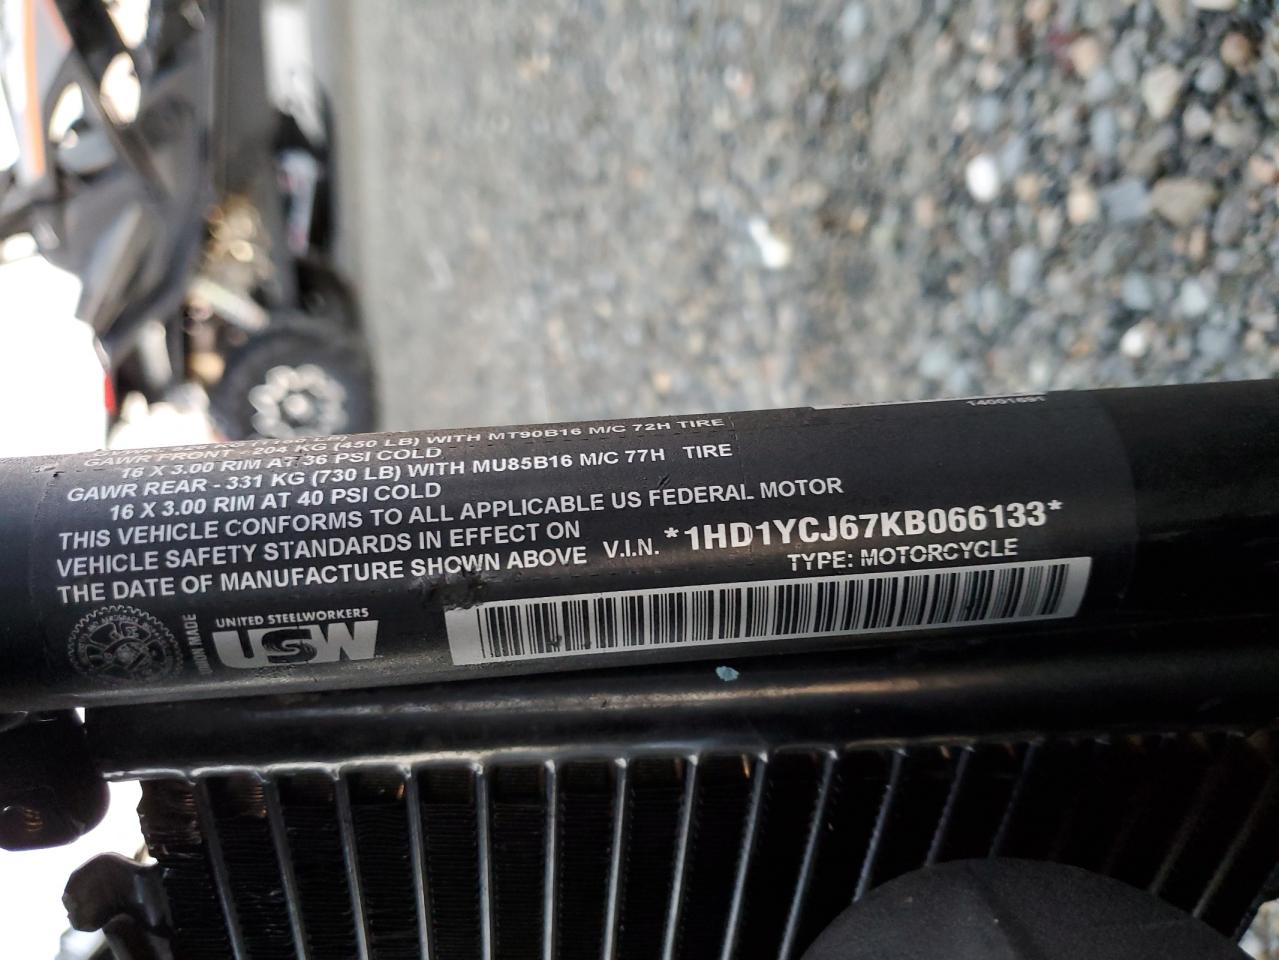 GAWR FRONT - 204 KG (450 LB) WITH MT90B16 M/C 72H TIRE
16 X 3.00 RIM AT 36 PSI COLD
GAWR REAR - 331 KG (730 LB) WITH MU85B16 M/C 77H TIRE
16 X 3.00 RIM AT 40 PSI COLD
THIS VEHICLE CONFORMS TO ALL APPLICABLE US FEDERAL MOTOR
VEHICLE SAFETY STANDARDS IN EFFECT ON
THE DATE OF MANUFACTURE SHOWN ABOVE
V.I.N. *1HD1YCJ67KB066133*
TYPE: MOTORCYCLE
UNION MADE
UNITED STEELWORKERS
USW